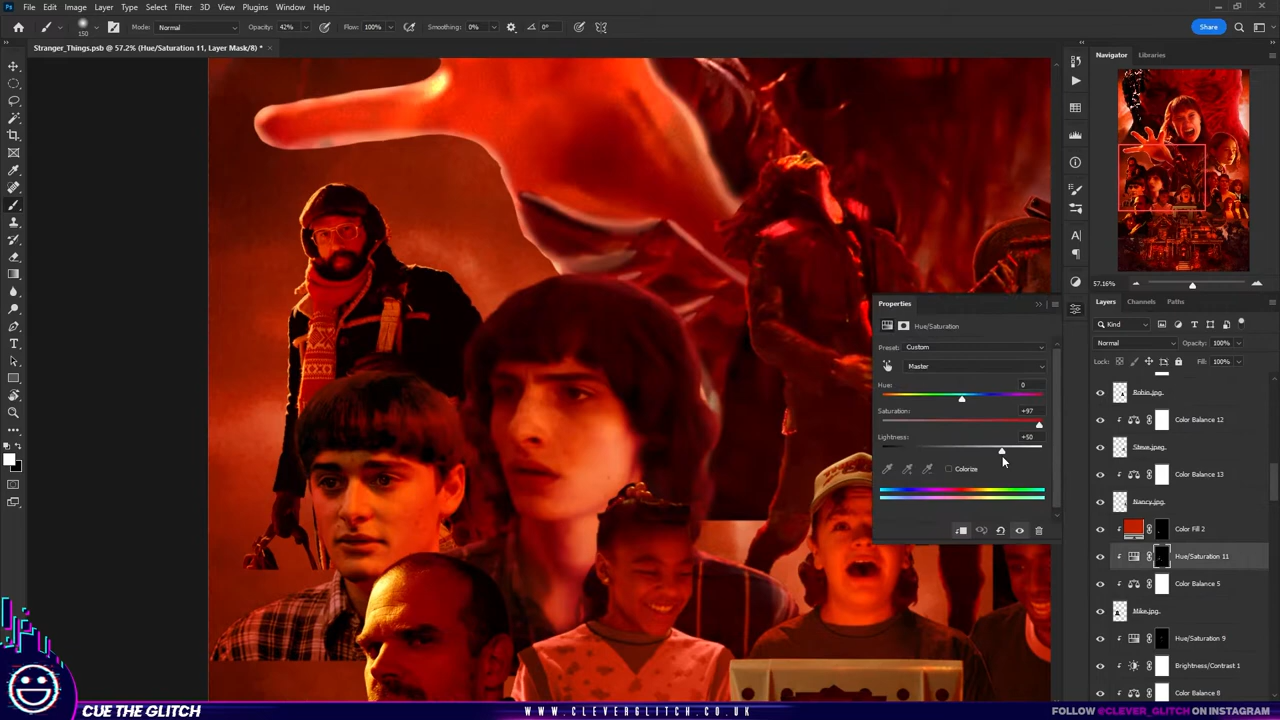 Ps File Edit Image Layer Type Select Filter 3D View Plugins Window Help
150 Mode: Normal Opacity: 42% Flow: 100% Smoothing: 0% 0° Share
Stranger_Things.psb @ 57.2% (Hue/Saturation 11, Layer Mask/8) *
Navigator Libraries
57.16%
Properties
Hue/Saturation
Preset: Custom
Master
Hue: 0
Saturation: +97
Lightness: +50
Colorize
Layers Channels Paths
Kind
Normal Opacity: 100%
Lock: Fill: 100%
Robin.jpg
Color Balance 12
Steve.jpeg
Color Balance 13
Nancy.jpg
Color Fill 2
Hue/Saturation 11
Color Balance 5
Mike.jpg
Hue/Saturation 9
Brightness/Contrast 1
Color Balance 8
CUE THE GLITCH WWW.CLEVERGLITCH.CO.UK FOLLOW @CLEVER_GLITCH ON INSTAGRAM